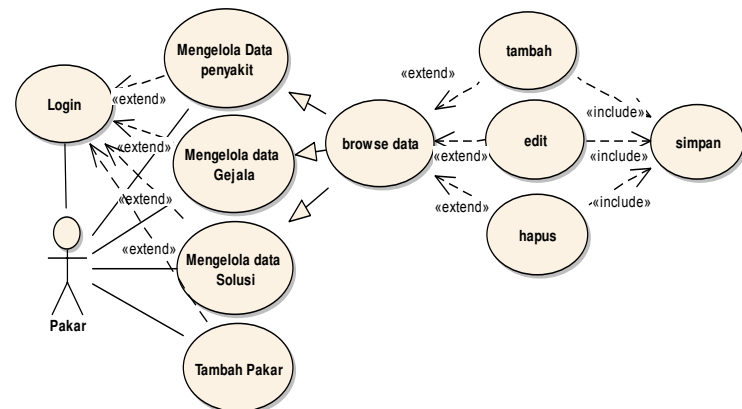 Login
Pakar
Mengelola Data
penyakit
«extend»
Mengelola data
Gejala
«extend»
Mengelola data
Solusi
«extend»
Tambah Pakar
«extend»
browse data
tambah
«extend»
edit
«extend»
hapus
«extend»
simpan
«include»
«include»
«include»